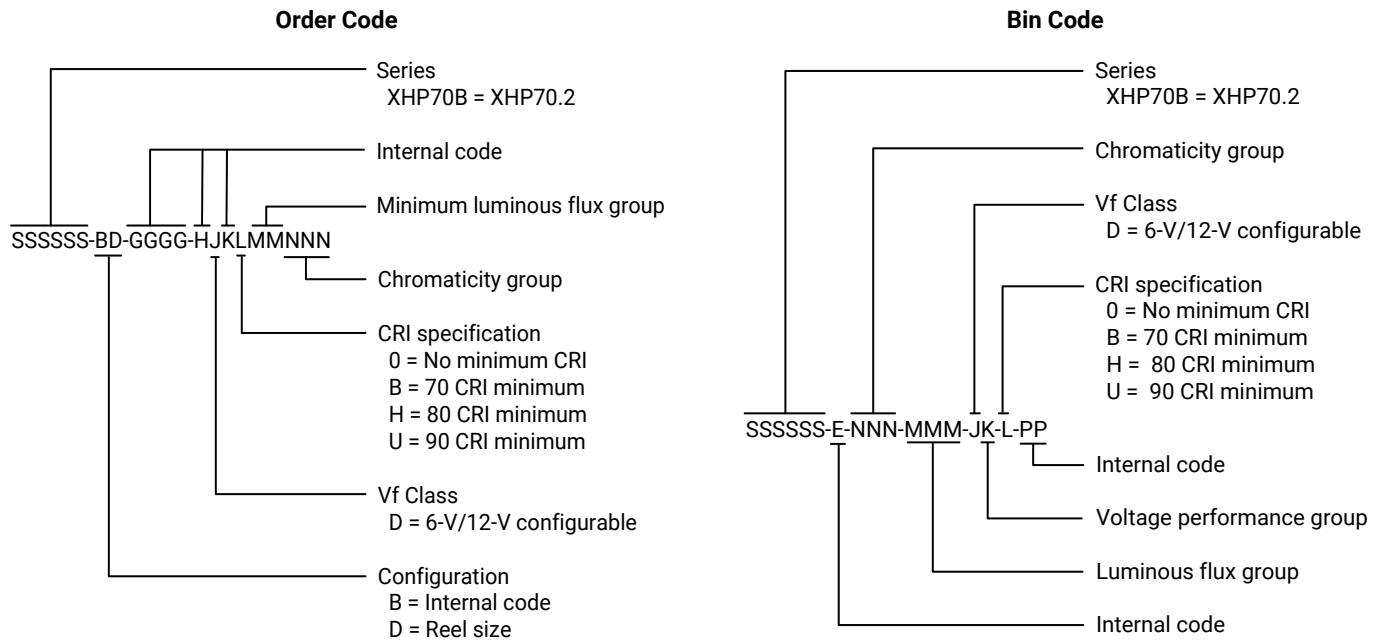 Order Code
Series
XHP70B = XHP70.2
Internal code
Minimum luminous flux group
SSSSSS-BD-GGGG-HJKLMMNNN
Chromaticity group
CRI specification
0 = No minimum CRI
B = 70 CRI minimum
H = 80 CRI minimum
U = 90 CRI minimum
Vf Class
D = 6-V/12-V configurable
Configuration
B = Internal code
D = Reel size
Bin Code
Series
XHP70B = XHP70.2
Chromaticity group
Vf Class
D = 6-V/12-V configurable
CRI specification
0 = No minimum CRI
B = 70 CRI minimum
H = 80 CRI minimum
U = 90 CRI minimum
SSSSSS-E-NNN-MMM-JK-L-PP
Internal code
Voltage performance group
Luminous flux group
Internal code